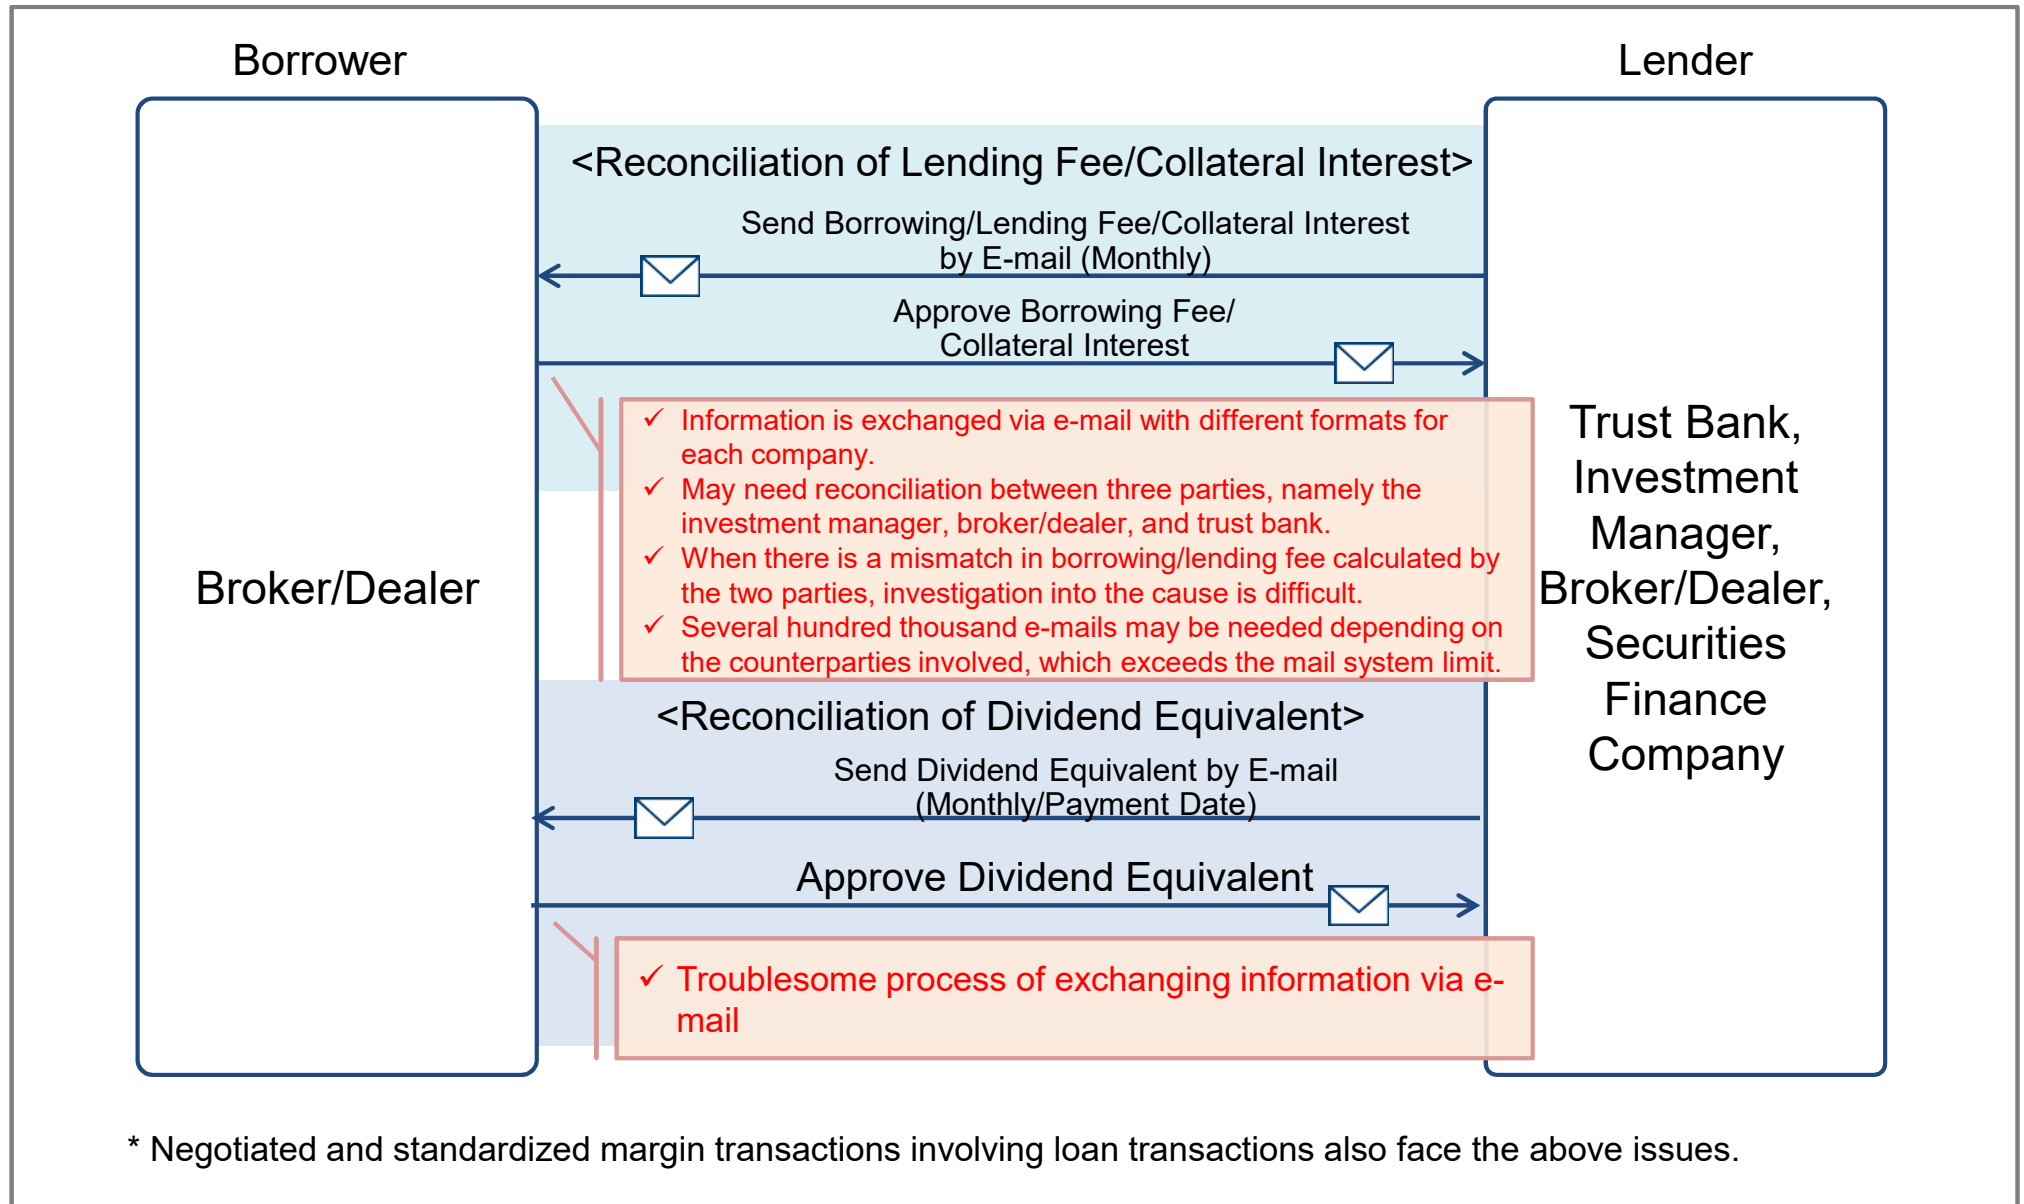 Borrower
Lender
<Reconciliation of Lending Fee/Collateral Interest>
Send Borrowing/Lending Fee/Collateral Interest
by E-mail (Monthly)
Approve Borrowing Fee/
Collateral Interest
✓ Information is exchanged via e-mail with different formats for
each company.
✓ May need reconciliation between three parties, namely the
investment manager, broker/dealer, and trust bank.
✓ When there is a mismatch in borrowing/lending fee calculated by
the two parties, investigation into the cause is difficult.
✓ Several hundred thousand e-mails may be needed depending on
the counterparties involved, which exceeds the mail system limit.
Broker/Dealer
Trust Bank,
Investment
Manager,
Broker/Dealer,
Securities
Finance
Company
<Reconciliation of Dividend Equivalent>
Send Dividend Equivalent by E-mail
(Monthly/Payment Date)
Approve Dividend Equivalent
✓ Troublesome process of exchanging information via e-
mail
* Negotiated and standardized margin transactions involving loan transactions also face the above issues.